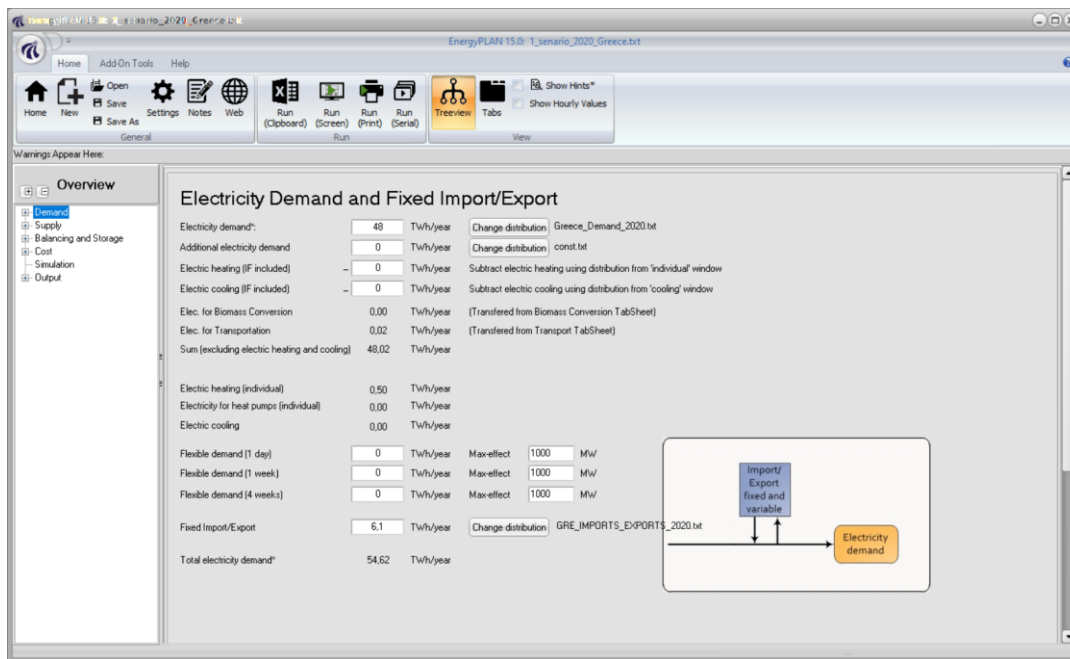 1_senario_2020_Greece.txt
EnergyPLAN 15.0: 1_senario_2020_Greece.txt
Home Add-On Tools Help
Home New Open Save Save As Settings Notes Web Run (Clipboard) Run (Screen) Run (Print) Run (Serial) Treeview Tabs Show Hints* Show Hourly Values
General Run View
Warnings Appear Here:
Overview
Demand
Supply
Balancing and Storage
Cost
Simulation
Output
Electricity Demand and Fixed Import/Export
Electricity demand*: 48 TWh/year Change distribution Greece_Demand_2020.txt
Additional electricity demand 0 TWh/year Change distribution const.txt
Electric heating (IF included) - 0 TWh/year Subtract electric heating using distribution from 'individual' window
Electric cooling (IF included) - 0 TWh/year Subtract electric cooling using distribution from 'cooling' window
Elec. for Biomass Conversion 0,00 TWh/year (Transfered from Biomass Conversion TabSheet)
Elec. for Transportation 0,02 TWh/year (Transfered from Transport TabSheet)
Sum (excluding electric heating and cooling) 48,02 TWh/year
Electric heating (individual) 0,50 TWh/year
Electricity for heat pumps (individual) 0,00 TWh/year
Electric cooling 0,00 TWh/year
Flexible demand (1 day) 0 TWh/year Max-effect 1000 MW
Flexible demand (1 week) 0 TWh/year Max-effect 1000 MW
Flexible demand (4 weeks) 0 TWh/year Max-effect 1000 MW
Fixed Import/Export 6,1 TWh/year Change distribution GRE_IMPORTS_EXPORTS_2020.txt
Total electricity demand* 54,62 TWh/year
Import/
Export
fixed and
variable
Electricity
demand